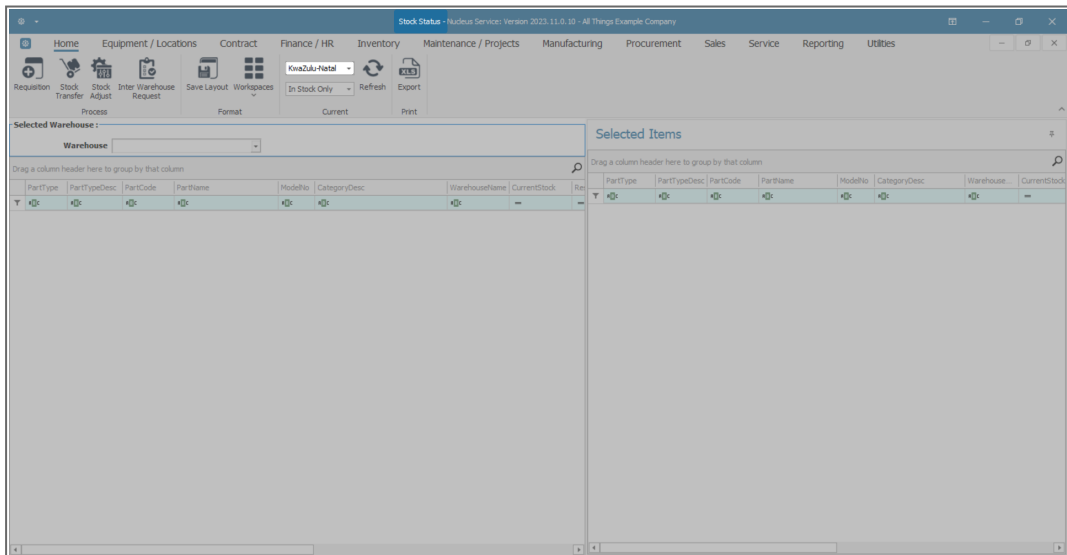 Stock Status - Nucleus Service: Version 2023.11.0.10 - All Things Example Company
Home Equipment / Locations Contract Finance / HR Inventory Maintenance / Projects Manufacturing Procurement Sales Service Reporting Utilities
Requisition Stock Transfer Stock Adjust Inter Warehouse Request Save Layout Workspaces KwaZulu-Natal In Stock Only Refresh XLS Export
Process Format Current Print
Selected Warehouse :
Warehouse
Drag a column header here to group by that column
PartType PartTypeDesc PartCode PartName ModelNo CategoryDesc WarehouseName CurrentStock Re
Selected Items
Drag a column header here to group by that column
PartType PartTypeDesc PartCode PartName ModelNo CategoryDesc Warehouse... CurrentStock